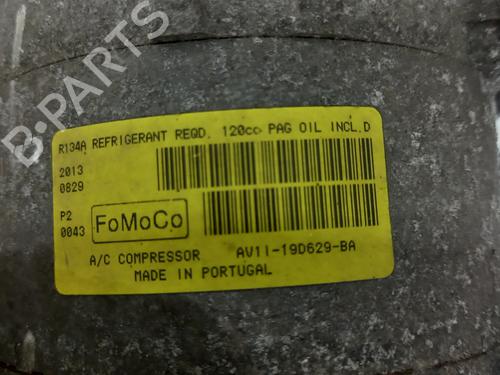 B-PARTS
R134A REFRIGERANT REQD. 120cc PAG OIL INCL.D
2013
0829
P2
0043
FoMoCo
A/C COMPRESSOR AV11-19D629-BA
MADE IN PORTUGAL